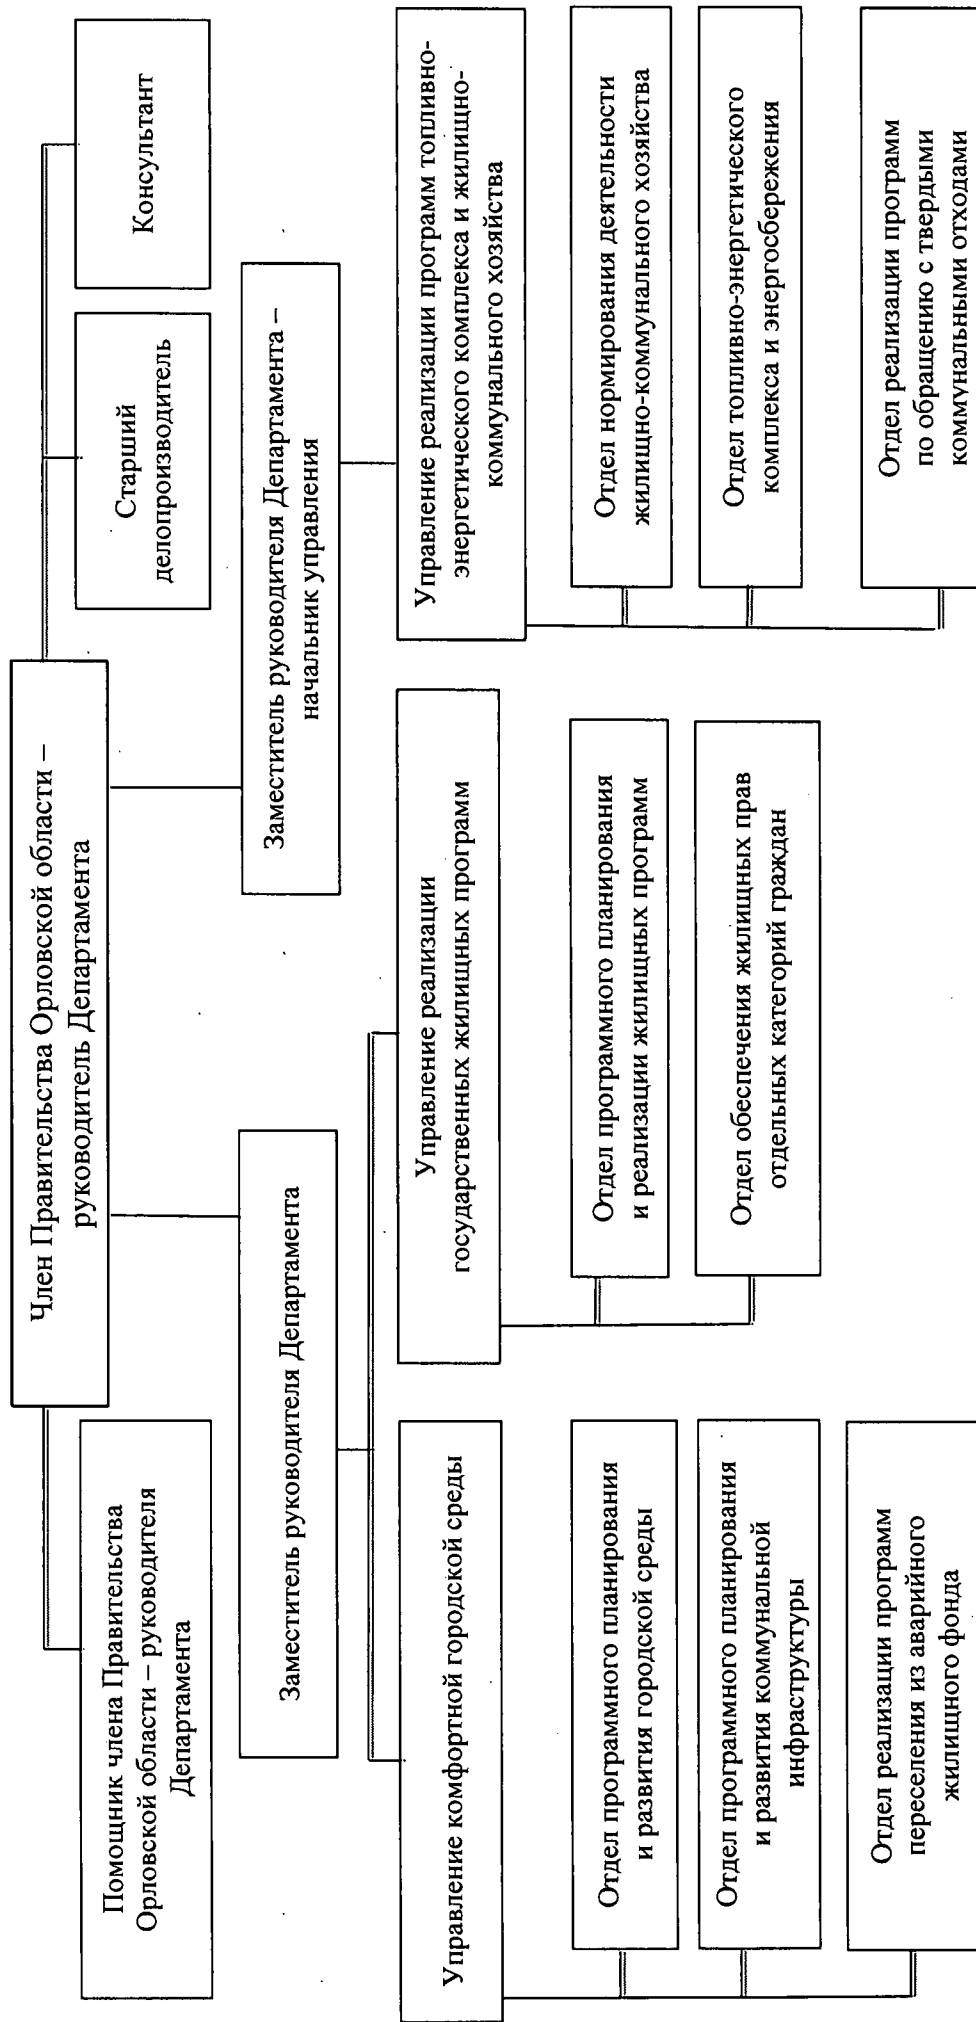 Член Правительства Орловской области –
руководитель Департамента
Помощник члена Правительства
Орловской области – руководителя
Департамента
Старший
делопроизводитель
Консультант
Заместитель руководителя Департамента
Заместитель руководителя Департамента –
начальник управления
Управление комфортной городской среды
Отдел программного планирования
и развития городской среды
Отдел программного планирования
и развития коммунальной
инфраструктуры
Отдел реализации программ
переселения из аварийного
жилищного фонда
Управление реализации
государственных жилищных программ
Отдел программного планирования
и реализации жилищных программ
Отдел обеспечения жилищных прав
отдельных категорий граждан
Управление реализации программ топливно-
энергетического комплекса и жилищно-
коммунального хозяйства
Отдел нормирования деятельности
жилищно-коммунального хозяйства
Отдел топливно-энергетического
комплекса и энергосбережения
Отдел реализации программ
по обращению с твердыми
коммунальными отходами